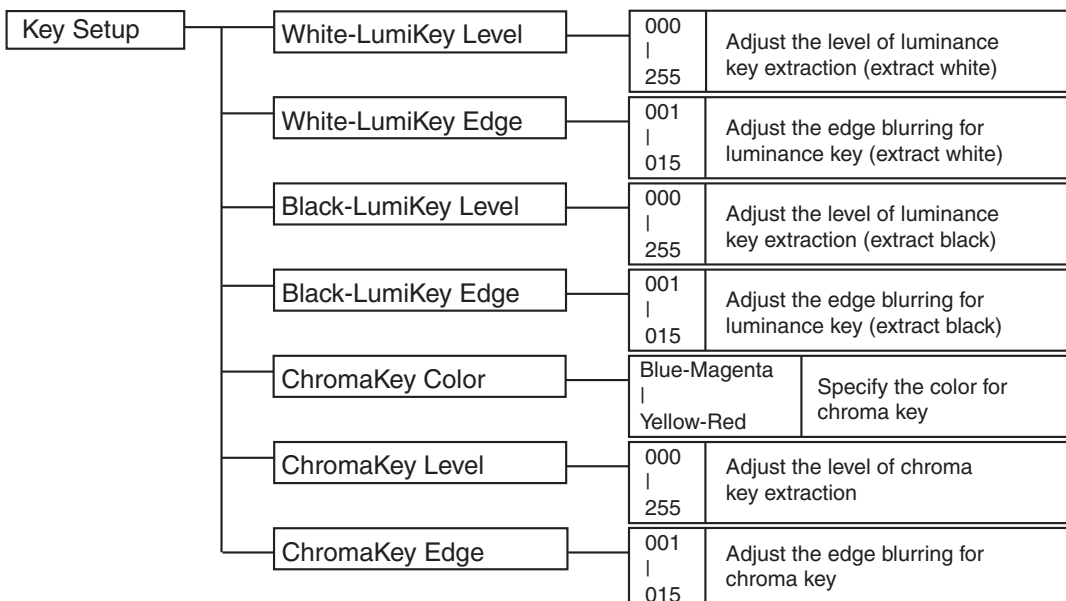 Key Setup
White-LumiKey Level
000
|
255
Adjust the level of luminance
key extraction (extract white)
White-LumiKey Edge
001
|
015
Adjust the edge blurring for
luminance key (extract white)
Black-LumiKey Level
000
|
255
Adjust the level of luminance
key extraction (extract black)
Black-LumiKey Edge
001
|
015
Adjust the edge blurring for
luminance key (extract black)
ChromaKey Color
Blue-Magenta
|
Yellow-Red
Specify the color for
chroma key
ChromaKey Level
000
|
255
Adjust the level of chroma
key extraction
ChromaKey Edge
001
|
015
Adjust the edge blurring for
chroma key